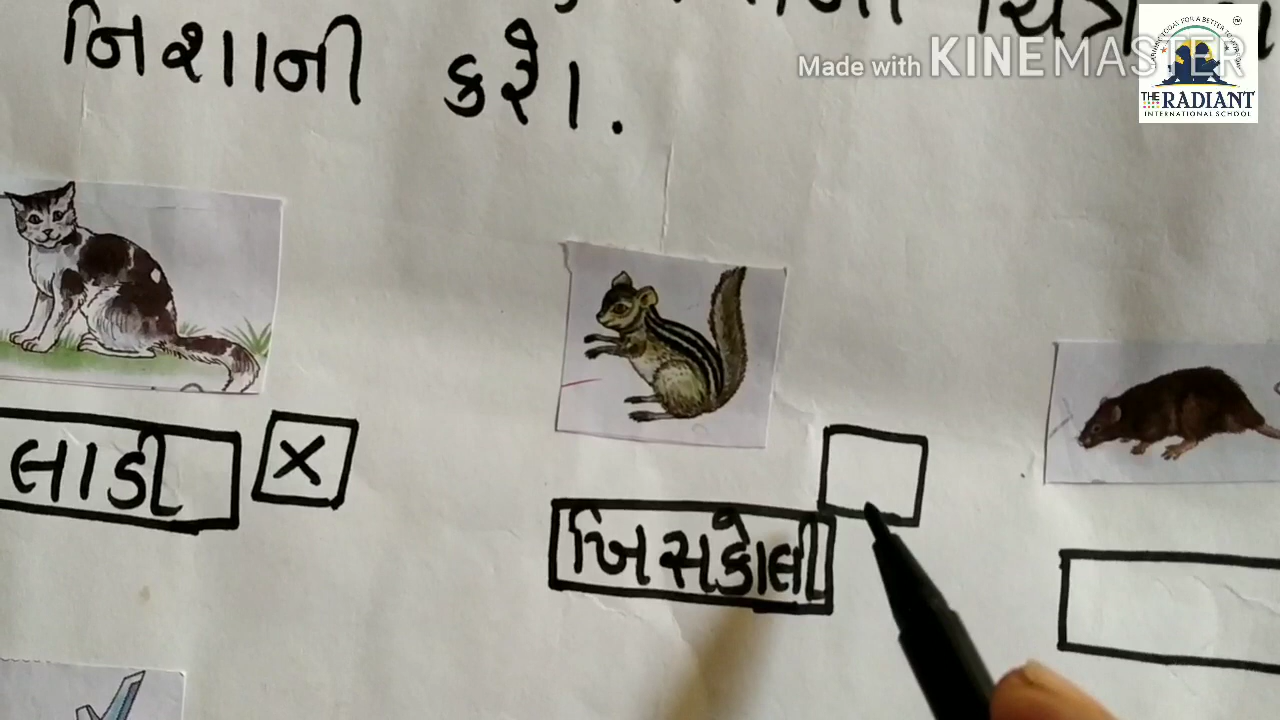 ચિત્ર
નિશાની કરો.
Made with KINEMASTER
THE RADIANT
INTERNATIONAL SCHOOL
લાડી
X
ખિસકોલી